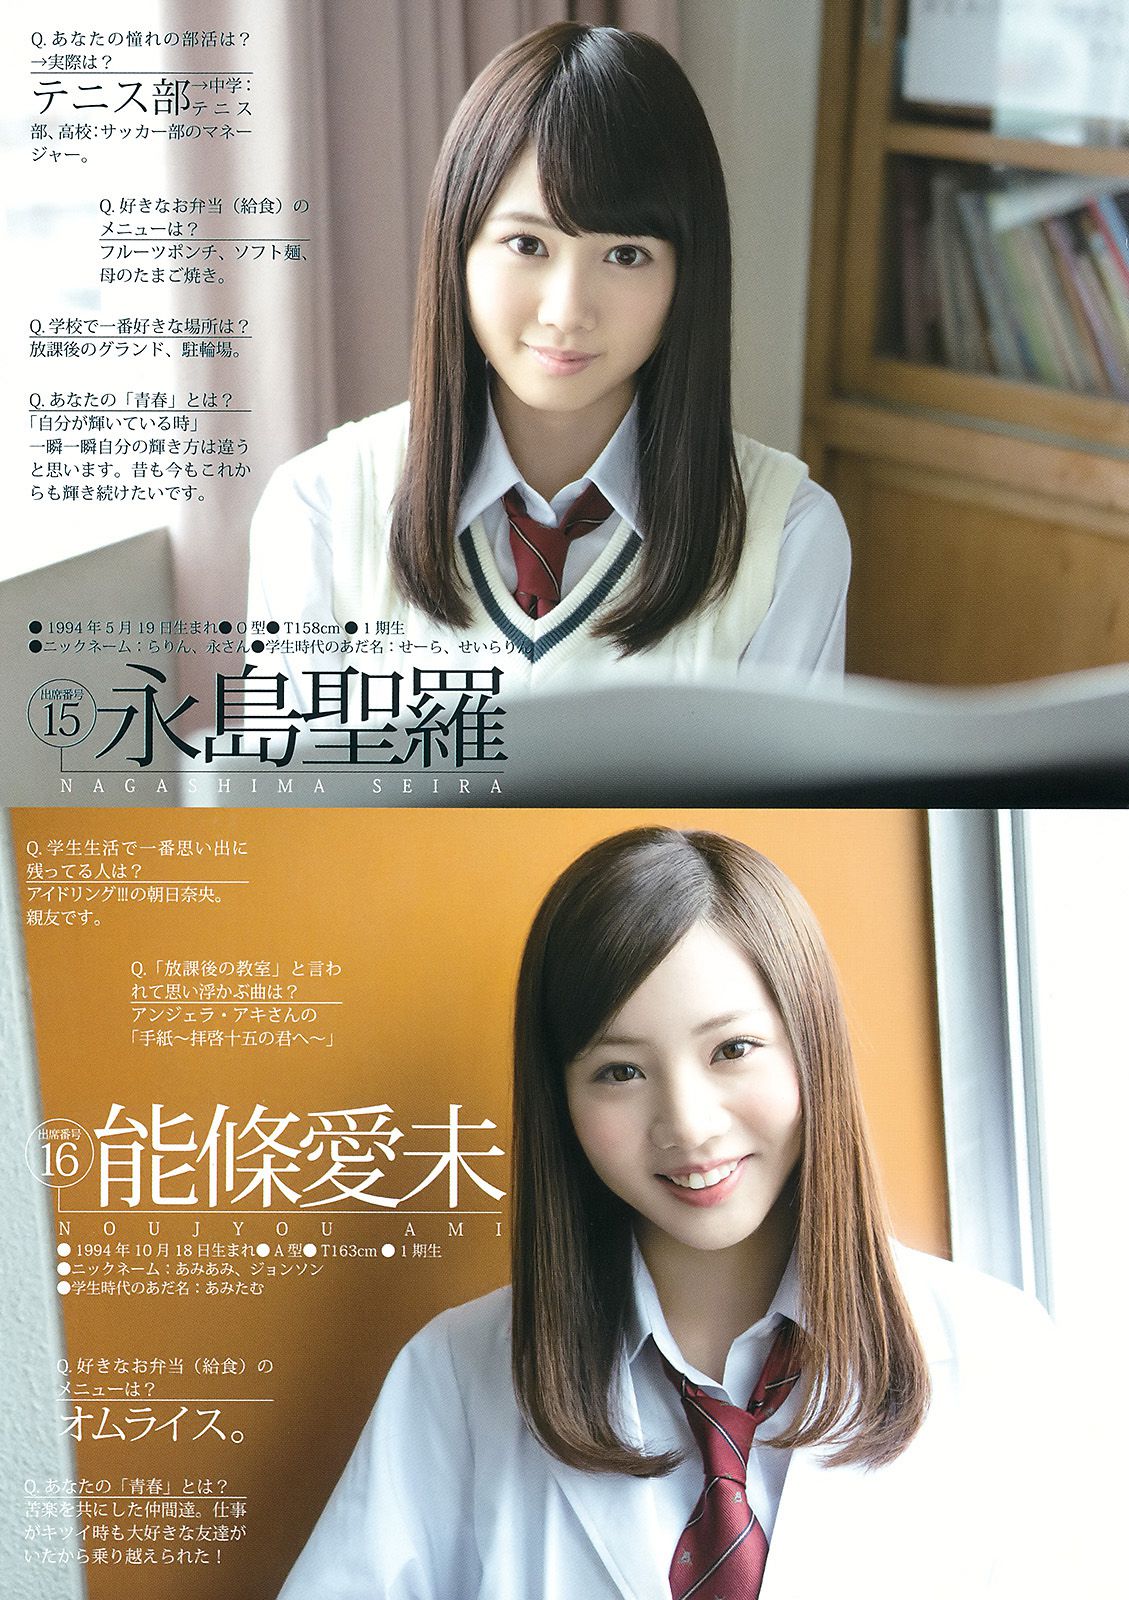 Q. あなたの憧れの部活は?
→実際は?
テニス部→中学:
テニス
部、高校:サッカー部のマネー
ジャー。
Q. 好きなお弁当(給食)の
メニューは?
フルーツポンチ、ソフト麺、
母のたまご焼き。
Q. 学校で一番好きな場所は?
放課後のグランド、駐輪場。
Q. あなたの「青春」とは?
「自分が輝いている時」
一瞬一瞬自分の輝き方は違う
と思います。昔も今もこれか
らも輝き続けたいです。
●1994年5月19日生まれ●O型●T158cm●1期生
●ニックネーム:らりん、永さん●学生時代のあだ名:せーら、せいらりん
出席番号
15
永島聖羅
NAGASHIMA SEIRA
Q. 学生生活で一番思い出に
残ってる人は?
アイドリング!!!の朝日奈央。
親友です。
Q.「放課後の教室」と言わ
れて思い浮かぶ曲は?
アンジェラ・アキさんの
「手紙〜拝啓十五の君へ〜」
出席番号
16
能條愛未
NOUJYOU AMI
●1994年10月18日生まれ●A型●T163cm●1期生
●ニックネーム:あみあみ、ジョンソン
●学生時代のあだ名:あみたむ
Q. 好きなお弁当(給食)の
メニューは?
オムライス。
Q. あなたの「青春」とは?
苦楽を共にした仲間達。仕事
がキツイ時も大好きな友達が
いたから乗り越えられた!